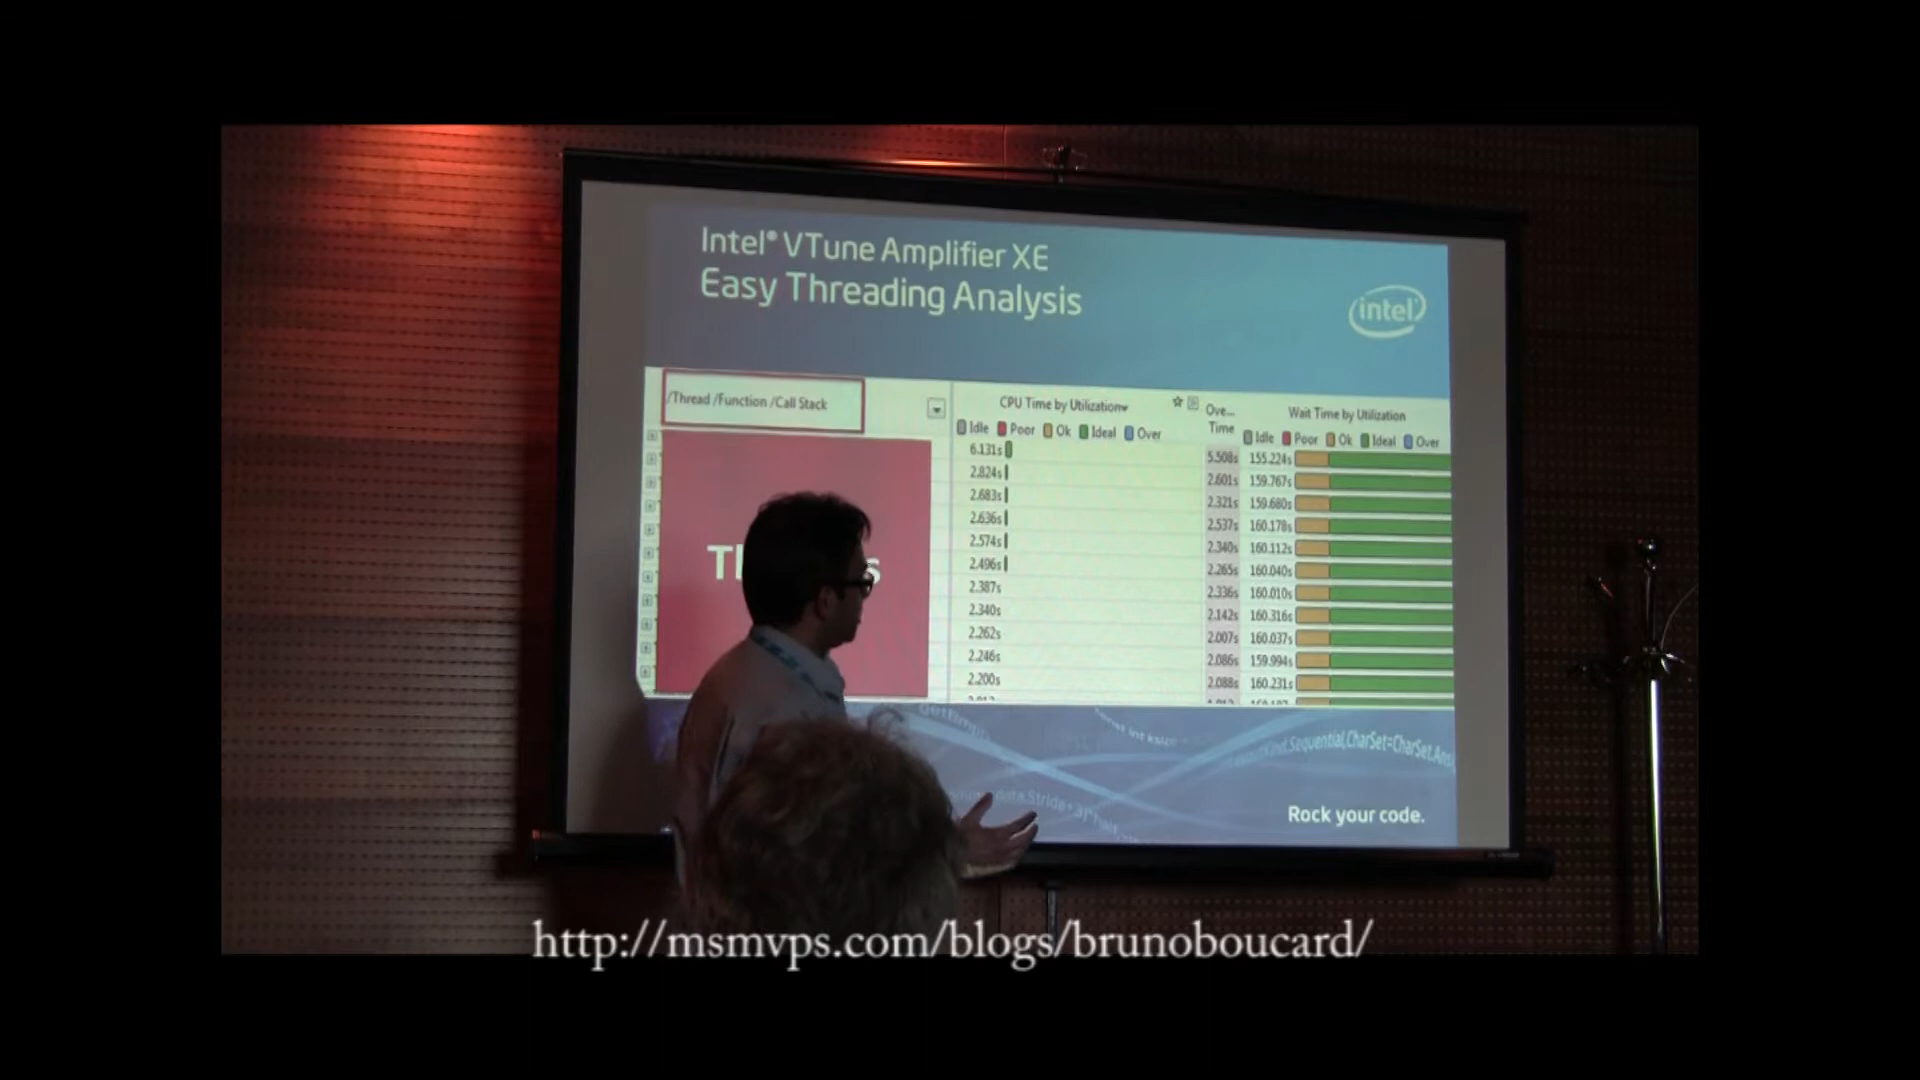 Intel® VTune Amplifier XE
Easy Threading Analysis
intel
/Thread /Function /Call Stack
CPU Time by Utilization
Idle Poor Ok Ideal Over
Ove...
Time
Wait Time by Utilization
Idle Poor Ok Ideal Over
6.131s 5.508s 155.224s
2.824s 2.601s 159.767s
2.683s 2.321s 159.680s
2.636s 2.537s 160.178s
2.574s 2.340s 160.112s
2.496s 2.265s 160.040s
2.387s 2.336s 160.010s
2.340s 2.142s 160.316s
2.262s 2.007s 160.037s
2.246s 2.086s 159.994s
2.200s 2.088s 160.231s
Sequential,CharSet=CharSet.Ans
Rock your code.
http://msmvps.com/blogs/brunoboucard/